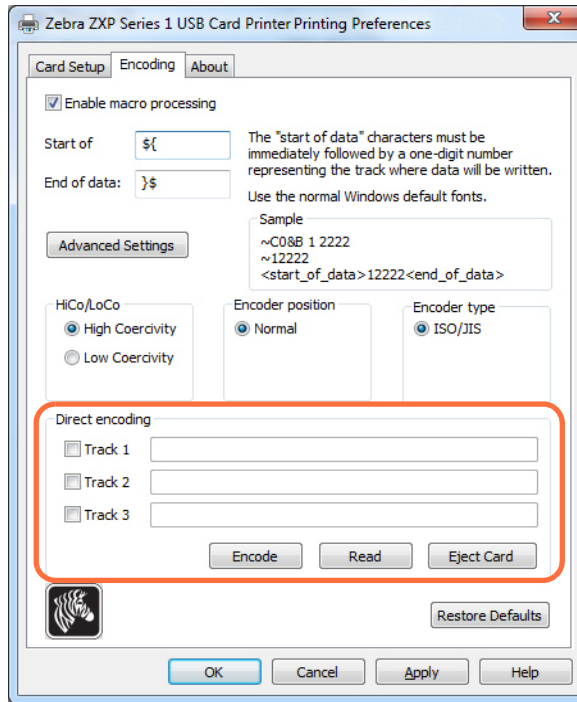 Zebra ZXP Series 1 USB Card Printer Printing Preferences
Card Setup Encoding About
Enable macro processing
Start of ${
End of data: }$
The "start of data" characters must be
immediately followed by a one-digit number
representing the track where data will be written.
Use the normal Windows default fonts.
Advanced Settings
Sample
~C0&B 1 2222
~12222
<start_of_data>12222<end_of_data>
HiCo/LoCo
High Coercivity
Low Coercivity
Encoder position
Normal
Encoder type
ISO/JIS
Direct encoding
Track 1
Track 2
Track 3
Encode Read Eject Card
Restore Defaults
OK Cancel Apply Help